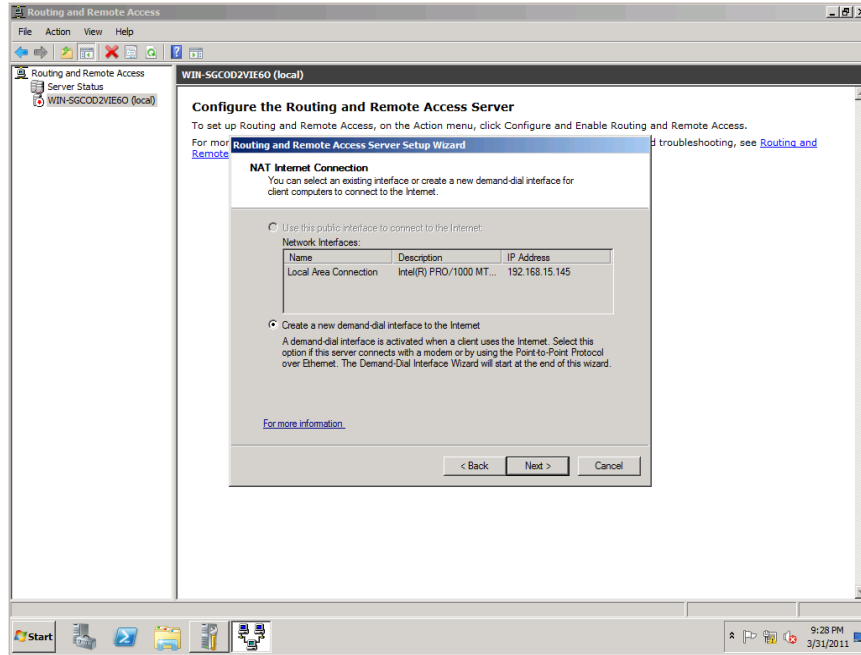 Routing and Remote Access
File Action View Help
Routing and Remote Access
Server Status
WIN-SGCOD2VIE6O (local)
WIN-SGCOD2VIE6O (local)
Configure the Routing and Remote Access Server
To set up Routing and Remote Access, on the Action menu, click Configure and Enable Routing and Remote Access.
For mor d troubleshooting, see Routing and
Remote
Routing and Remote Access Server Setup Wizard
NAT Internet Connection
You can select an existing interface or create a new demand-dial interface for
client computers to connect to the Internet.
Use this public interface to connect to the Internet:
Network Interfaces:
Name Description IP Address
Local Area Connection Intel(R) PRO/1000 MT... 192.168.15.145
Create a new demand-dial interface to the Internet
A demand-dial interface is activated when a client uses the Internet. Select this
option if this server connects with a modem or by using the Point-to-Point Protocol
over Ethernet. The Demand-Dial Interface Wizard will start at the end of this wizard.
For more information
< Back Next > Cancel
Start
9:28 PM
3/31/2011